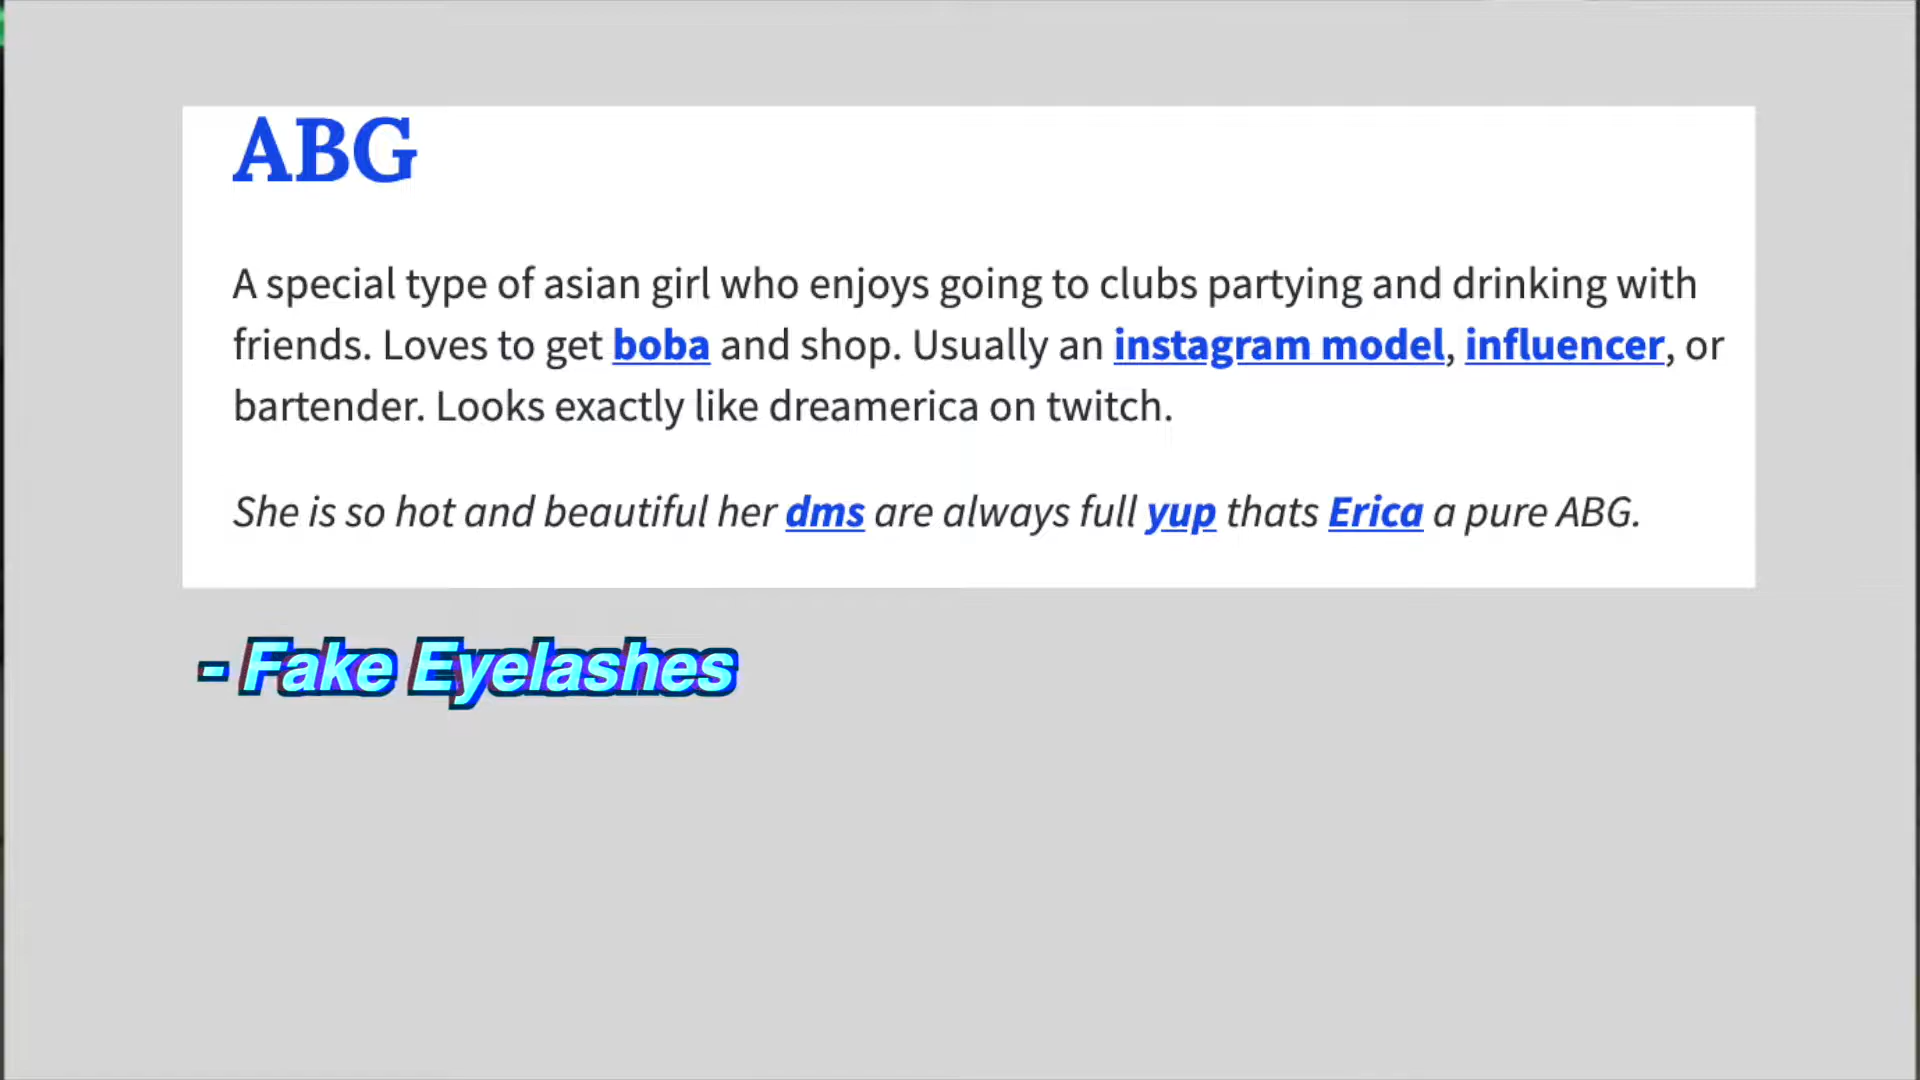 ABG
A special type of asian girl who enjoys going to clubs partying and drinking with
friends. Loves to get boba and shop. Usually an instagram model, influencer, or
bartender. Looks exactly like dreamerica on twitch.
She is so hot and beautiful her dms are always full yup thats Erica a pure ABG.
- Fake Eyelashes